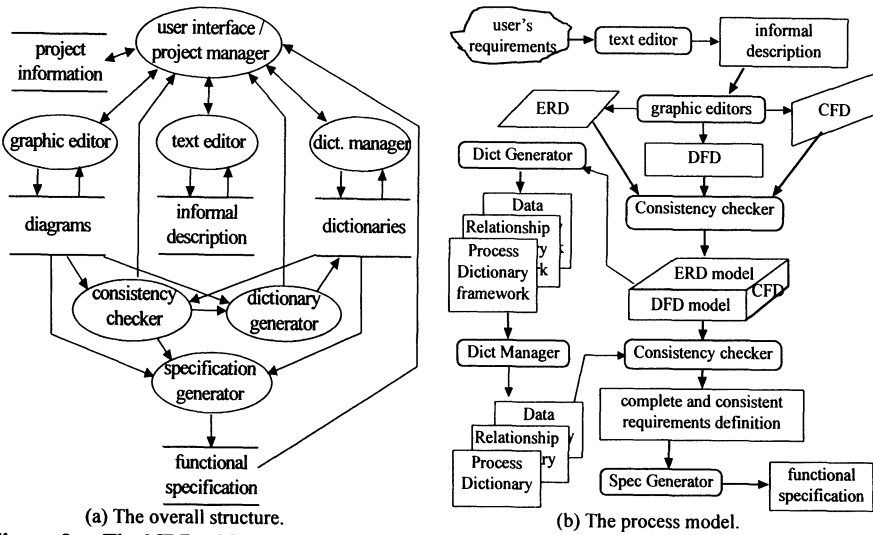 user interface /
project manager
project
information
graphic editor
text editor
dict. manager
diagrams
informal
description
dictionaries
consistency
checker
dictionary
generator
specification
generator
functional
specification
(a) The overall structure.
user's
requirements
text editor
informal
description
ERD
graphic editors
CFD
DFD
Dict Generator
Consistency checker
Data
Relationship
ry
k
Process
Dictionary
framework
rk
ERD model
CFD
DFD model
Dict Manager
Consistency checker
complete and consistent
requirements definition
Data
Relationship
ry
Process
Dictionary
Spec Generator
functional
specification
(b) The process model.